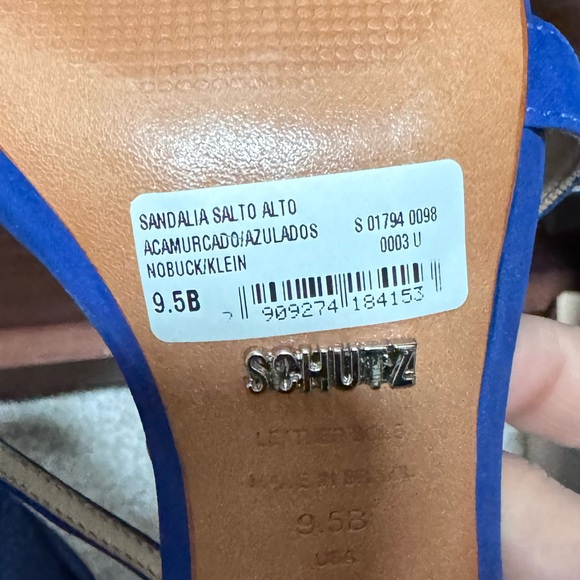 SANDALIA SALTO ALTO
ACAMURCADO/AZULADOS
NOBUCK/KLEIN
S 01794 0098
0003 U
9.5B
7 909274 184153
SCHUTZ
LEATHER SOLE
MADE IN BRAZIL
9.5B
USA